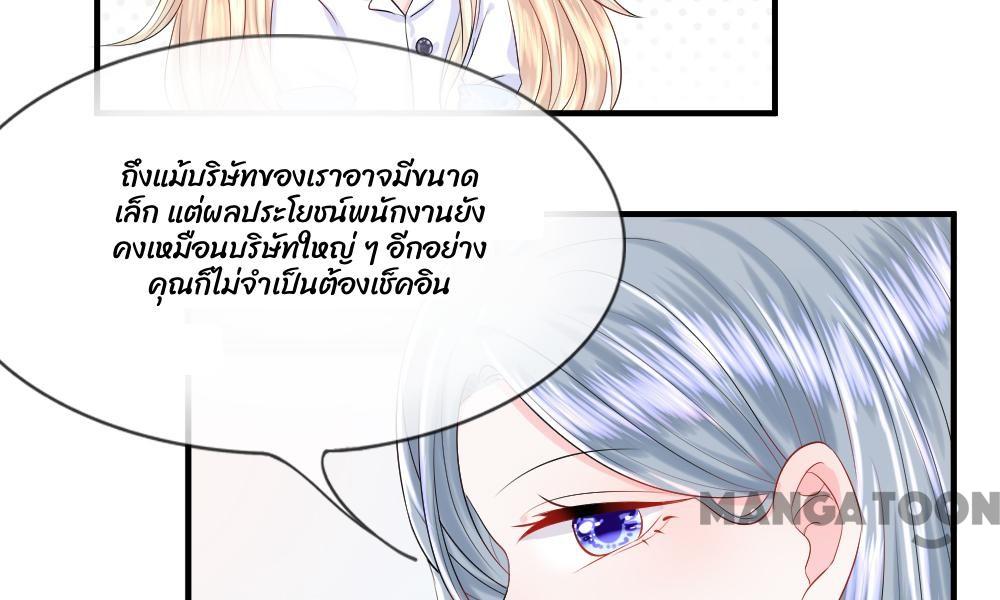 ถึงแม้บริษัทของเราอาจมีขนาด
เล็ก แต่ผลประโยชน์พนักงานยัง
คงเหมือนบริษัทใหญ่ ๆ อีกอย่าง
คุณก็ไม่จำเป็นต้องเช็คอิน
MANGATOON